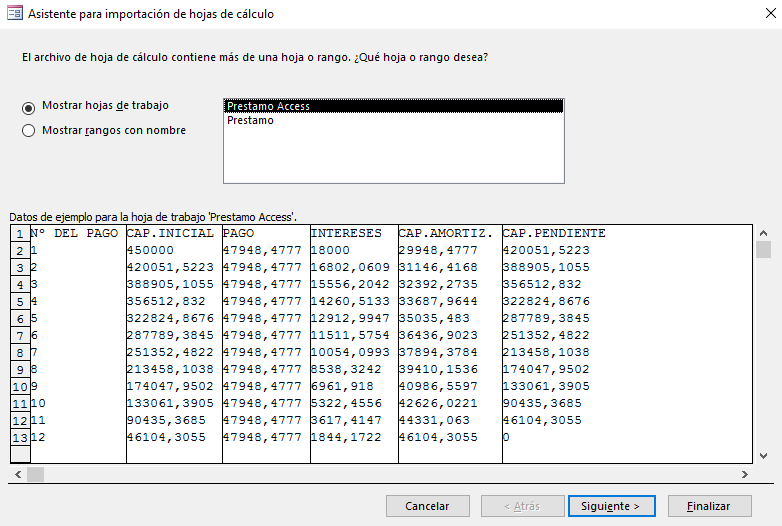 Asistente para importación de hojas de cálculo
El archivo de hoja de cálculo contiene más de una hoja o rango. ¿Qué hoja o rango desea?
Mostrar hojas de trabajo
Mostrar rangos con nombre
Prestamo Access
Prestamo
Datos de ejemplo para la hoja de trabajo 'Prestamo Access'.
1 Nº DEL PAGO CAP.INICIAL PAGO INTERESES CAP.AMORTIZ. CAP.PENDIENTE
2 1 450000 47948,4777 18000 29948,4777 420051,5223
3 2 420051,5223 47948,4777 16802,0609 31146,4168 388905,1055
4 3 388905,1055 47948,4777 15556,2042 32392,2735 356512,832
5 4 356512,832 47948,4777 14260,5133 33687,9644 322824,8676
6 5 322824,8676 47948,4777 12912,9947 35035,483 287789,3845
7 6 287789,3845 47948,4777 11511,5754 36436,9023 251352,4822
8 7 251352,4822 47948,4777 10054,0993 37894,3784 213458,1038
9 8 213458,1038 47948,4777 8538,3242 39410,1536 174047,9502
10 9 174047,9502 47948,4777 6961,918 40986,5597 133061,3905
11 10 133061,3905 47948,4777 5322,4556 42626,0221 90435,3685
12 11 90435,3685 47948,4777 3617,4147 44331,063 46104,3055
13 12 46104,3055 47948,4777 1844,1722 46104,3055 0
Cancelar < Atrás Siguiente > Finalizar